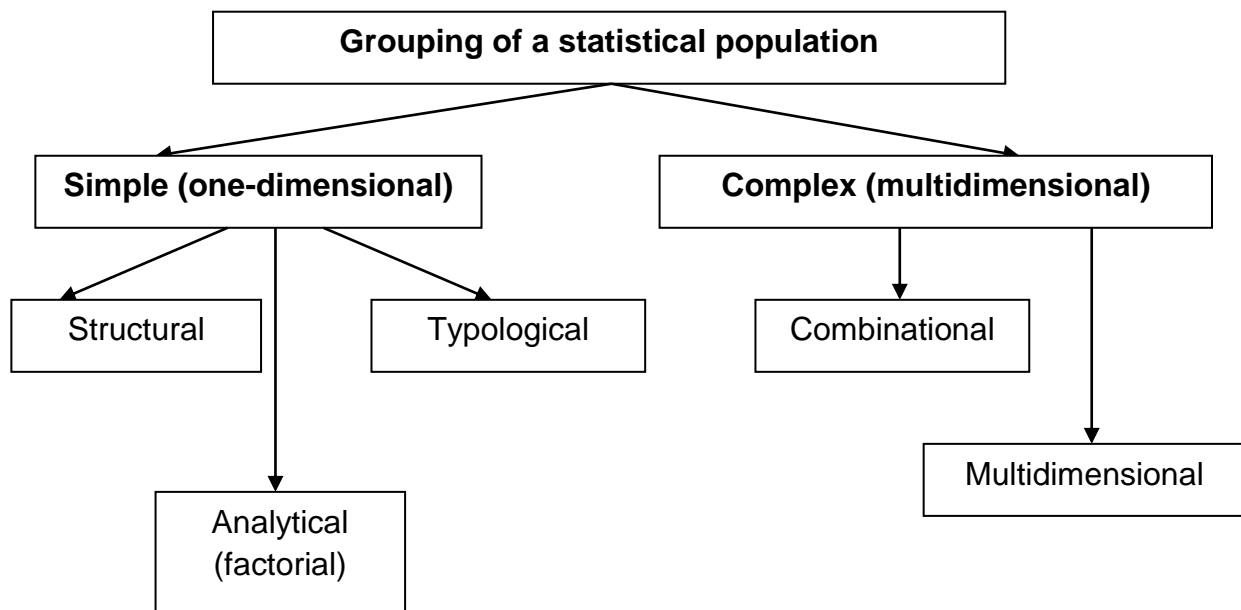 Grouping of a statistical population
Simple (one-dimensional)
Complex (multidimensional)
Structural
Typological
Combinational
Multidimensional
Analytical
(factorial)